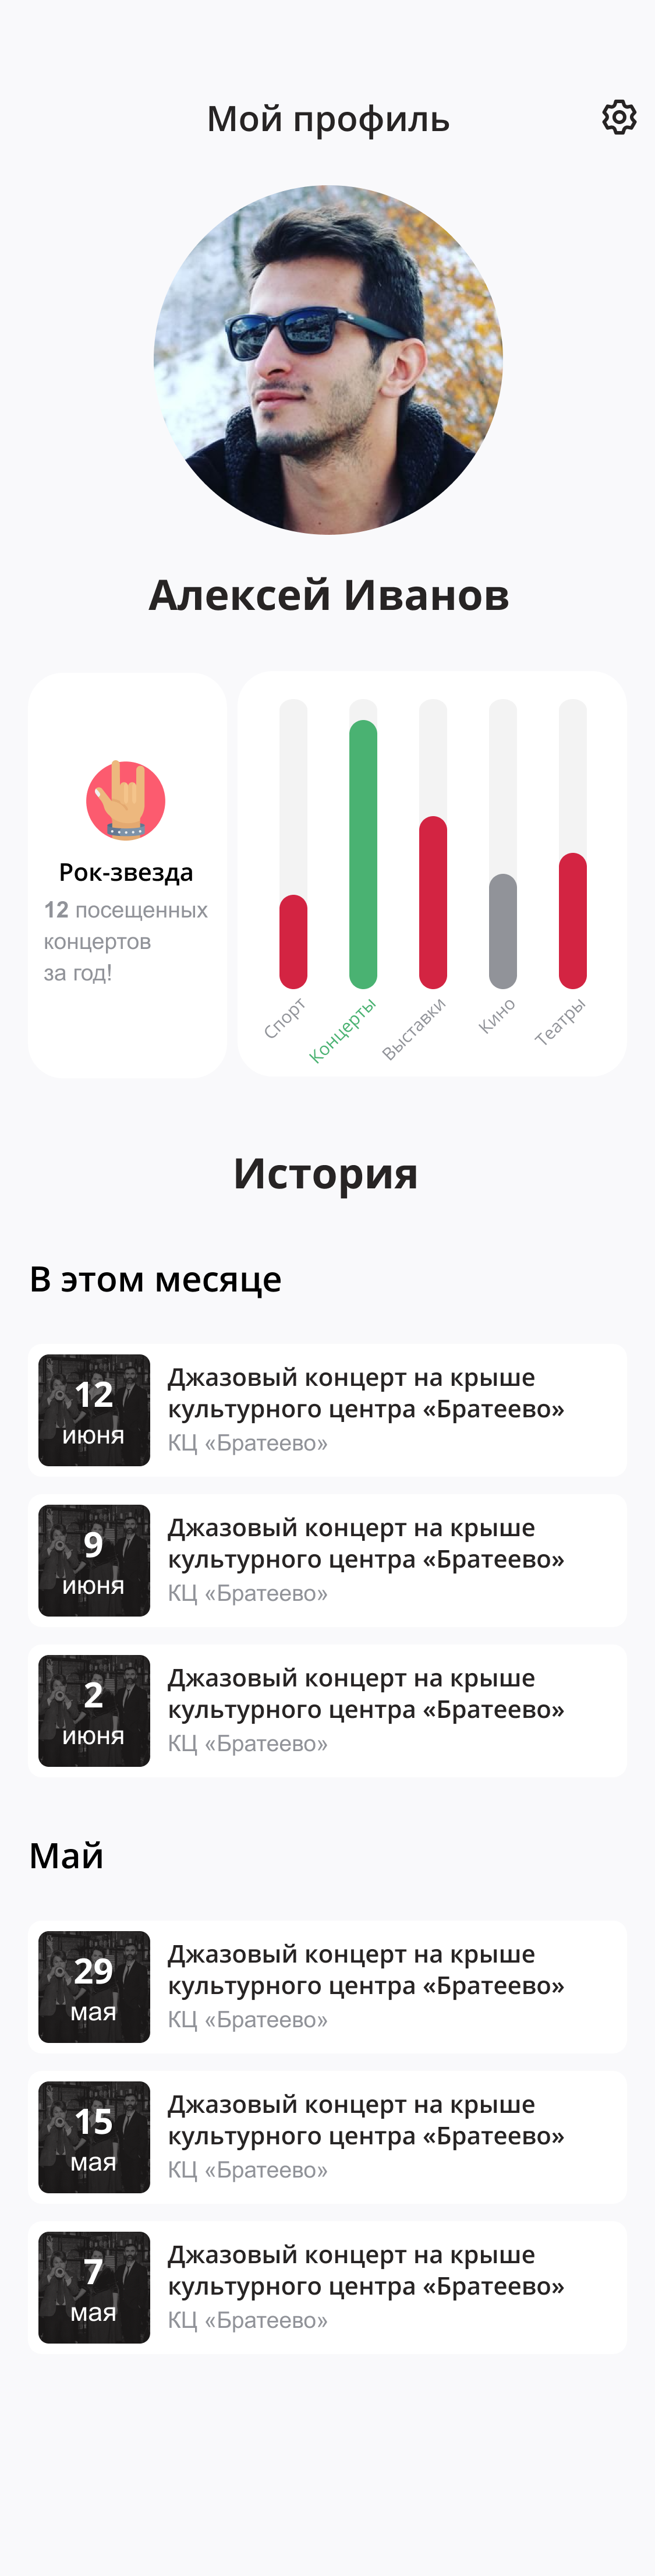 Мой профиль
Алексей Иванов
Рок-звезда
12 посещенных
концертов
за год!
Спорт
Концерты
Выставки
Кино
Театры
История
В этом месяце
12
июня
Джазовый концерт на крыше
культурного центра «Братеево»
КЦ «Братеево»
9
июня
Джазовый концерт на крыше
культурного центра «Братеево»
КЦ «Братеево»
2
июня
Джазовый концерт на крыше
культурного центра «Братеево»
КЦ «Братеево»
Май
29
мая
Джазовый концерт на крыше
культурного центра «Братеево»
КЦ «Братеево»
15
мая
Джазовый концерт на крыше
культурного центра «Братеево»
КЦ «Братеево»
7
мая
Джазовый концерт на крыше
культурного центра «Братеево»
КЦ «Братеево»